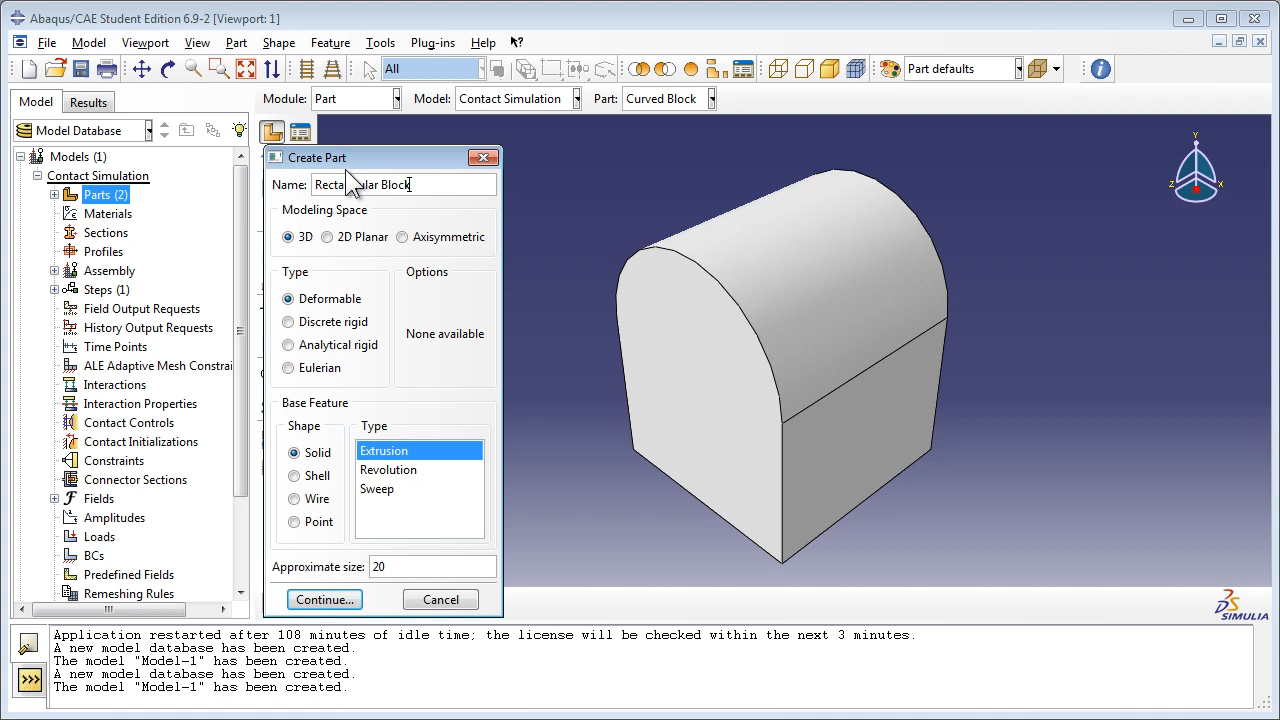 Abaqus/CAE Student Edition 6.9-2 [Viewport: 1]
File Model Viewport View Part Shape Feature Tools Plug-ins Help
All Part defaults
Model Results Module: Part Model: Contact Simulation Part: Curved Block
Model Database
Models (1)
Contact Simulation
Parts (2)
Materials
Sections
Profiles
Assembly
Steps (1)
Field Output Requests
History Output Requests
Time Points
ALE Adaptive Mesh Constrai
Interactions
Interaction Properties
Contact Controls
Contact Initializations
Constraints
Connector Sections
Fields
Amplitudes
Loads
BCs
Predefined Fields
Remeshing Rules
Create Part
Name: Rectangular Block
Modeling Space
3D 2D Planar Axisymmetric
Type Options
Deformable
Discrete rigid
Analytical rigid
Eulerian
None available
Base Feature
Shape Type
Solid
Shell
Wire
Point
Extrusion
Revolution
Sweep
Approximate size: 20
Continue... Cancel
Y
Z X
SIMULIA
Application restarted after 108 minutes of idle time; the license will be checked within the next 3 minutes.
A new model database has been created.
The model "Model-1" has been created.
A new model database has been created.
The model "Model-1" has been created.
>>>